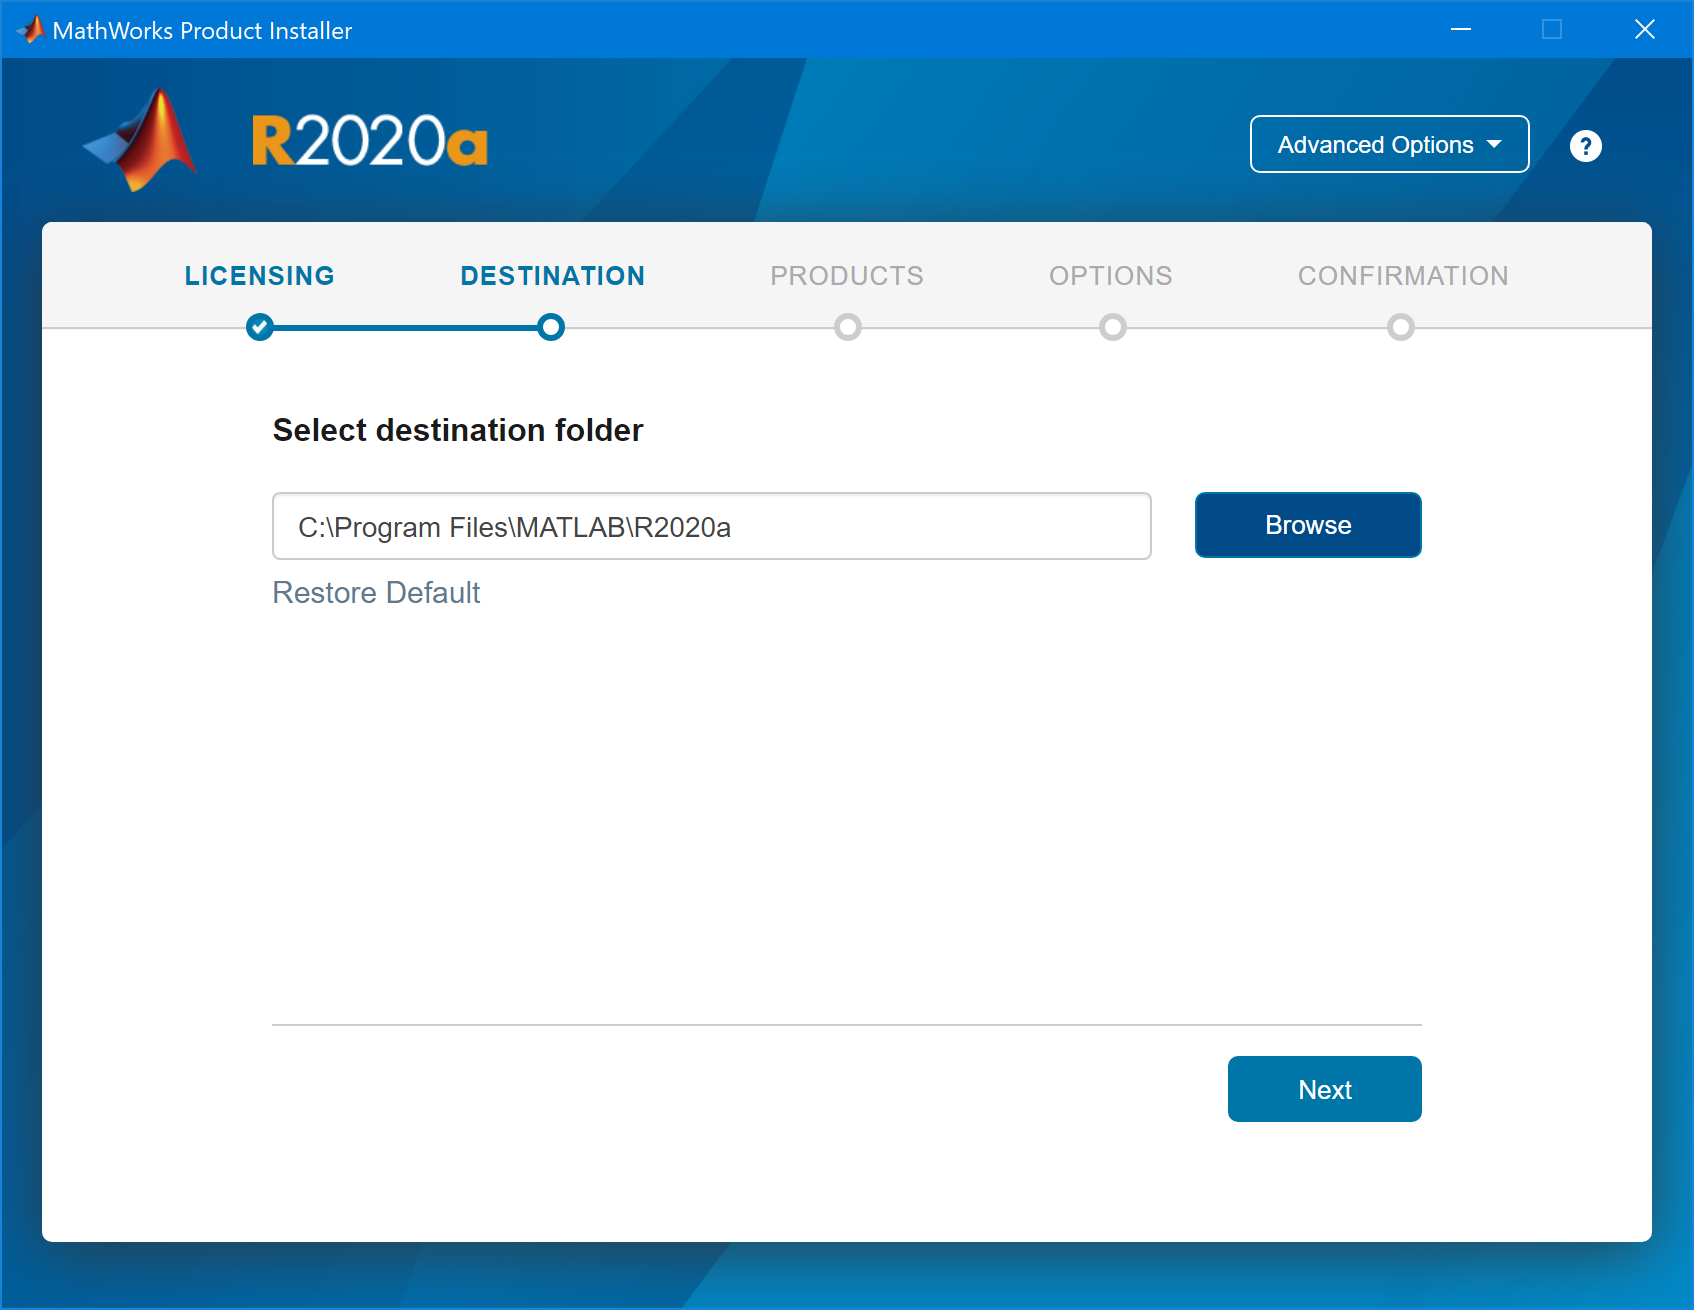 MathWorks Product Installer
R2020a
Advanced Options
?
LICENSING DESTINATION PRODUCTS OPTIONS CONFIRMATION
Select destination folder
C:\Program Files\MATLAB\R2020a
Browse
Restore Default
Next